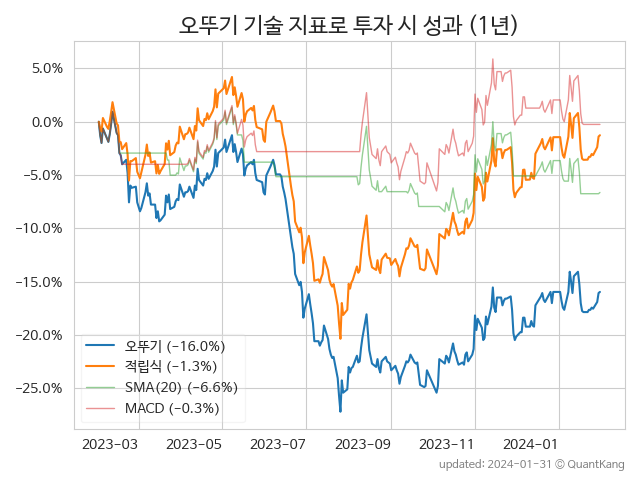 오뚜기 기술 지표로 투자 시 성과 (1년)
5.0%
0.0%
−5.0%
−10.0%
−15.0%
−20.0%
−25.0%
오뚜기 (−16.0%)
적립식 (−1.3%)
SMA(20) (−6.6%)
MACD (−0.3%)
2023-03 2023-05 2023-07 2023-09 2023-11 2024-01
updated: 2024-01-31 © QuantKang